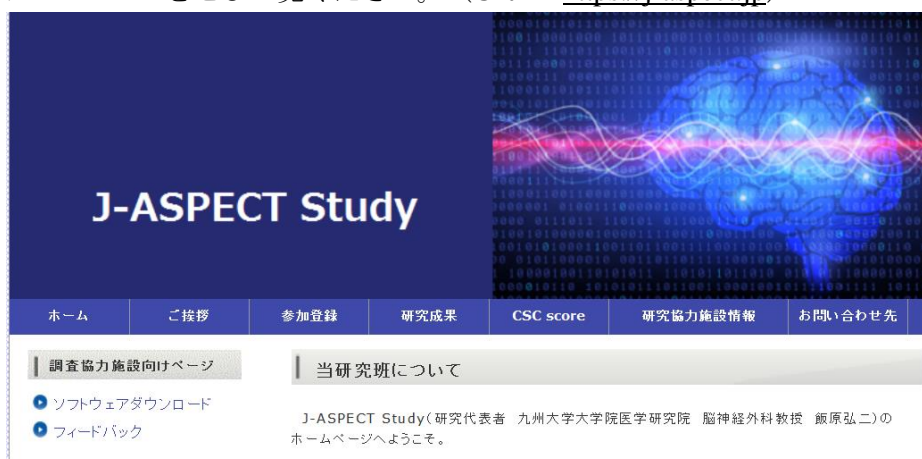 J-ASPECT Study
ホーム ご挨拶 参加登録 研究成果 CSC score 研究協力施設情報 お問い合わせ先
調査協力施設向けページ
ソフトウェアダウンロード
フィードバック
当研究班について
J-ASPECT Study(研究代表者 九州大学大学院医学研究院 脳神経外科教授 飯原弘二)の
ホームページへようこそ。